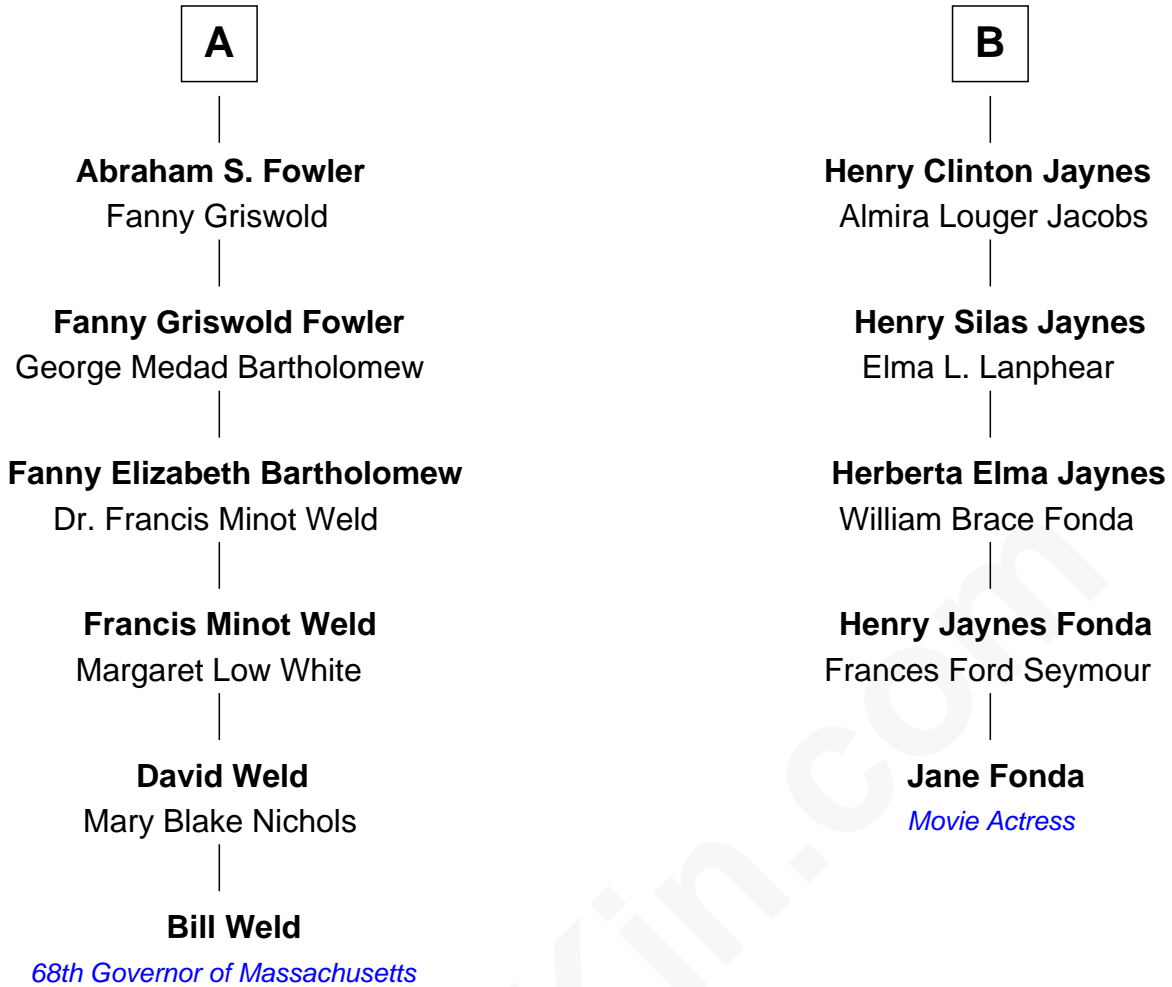 A
Abraham S. Fowler
Fanny Griswold
Fanny Griswold Fowler
George Medad Bartholomew
Fanny Elizabeth Bartholomew
Dr. Francis Minot Weld
Francis Minot Weld
Margaret Low White
David Weld
Mary Blake Nichols
Bill Weld
68th Governor of Massachusetts
B
Henry Clinton Jaynes
Almira Louger Jacobs
Henry Silas Jaynes
Elma L. Lanphear
Herberta Elma Jaynes
William Brace Fonda
Henry Jaynes Fonda
Frances Ford Seymour
Jane Fonda
Movie Actress
Kin.com